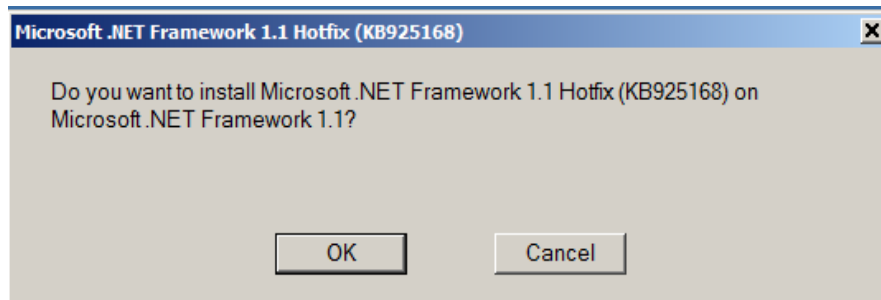 Microsoft .NET Framework 1.1 Hotfix (KB925168)
Do you want to install Microsoft .NET Framework 1.1 Hotfix (KB925168) on
Microsoft .NET Framework 1.1?
OK Cancel